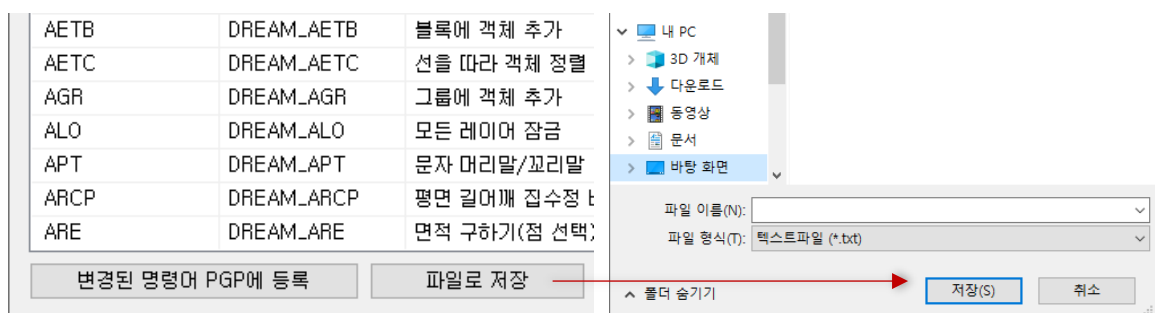 AETB DREAM_AETB 블록에 객체 추가
AETC DREAM_AETC 선을 따라 객체 정렬
AGR DREAM_AGR 그룹에 객체 추가
ALO DREAM_ALO 모든 레이어 잠금
APT DREAM_APT 문자 머리말/꼬리말
ARCP DREAM_ARCP 평면 길어깨 집수정
ARE DREAM_ARE 면적 구하기(점 선택)
변경된 명령어 PGP에 등록 파일로 저장
내 PC
3D 개체
다운로드
동영상
문서
바탕 화면
파일 이름(N):
파일 형식(T): 텍스트파일 (*.txt)
폴더 숨기기 저장(S) 취소